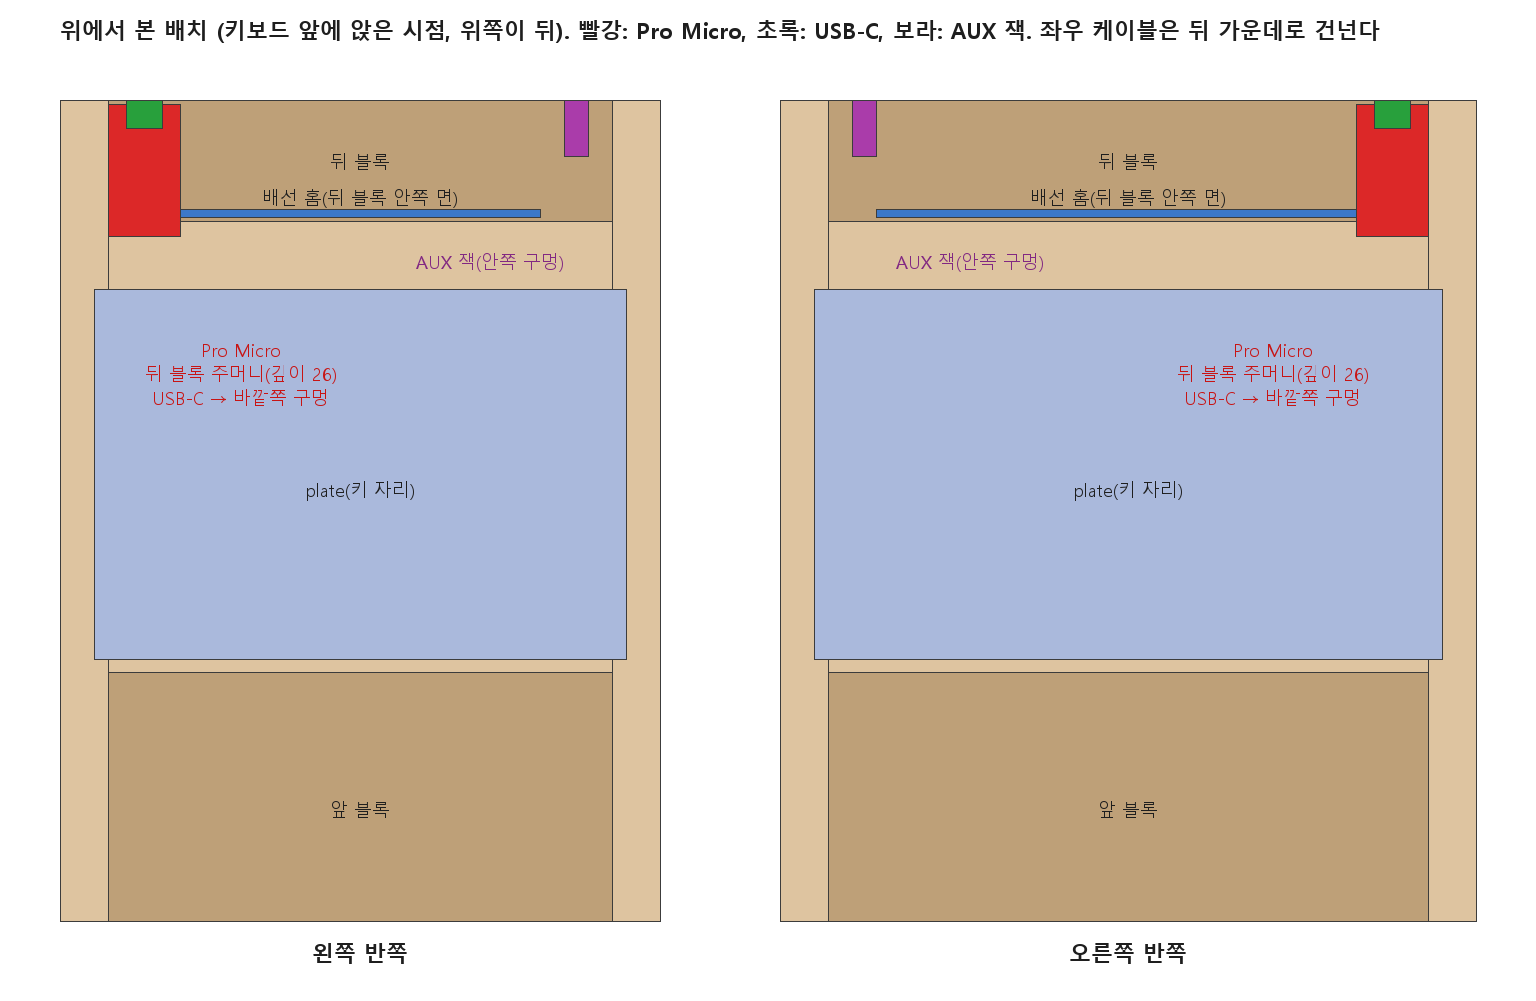 위에서 본 배치 (키보드 앞에 앉은 시점, 위쪽이 뒤). 빨강: Pro Micro, 초록: USB-C, 보라: AUX 잭. 좌우 케이블은 뒤 가운데로 건넌다
뒤 블록
배선 홈(뒤 블록 안쪽 면)
AUX 잭(안쪽 구멍)
Pro Micro
뒤 블록 주머니(깊이 26)
USB-C → 바깥쪽 구멍
plate(키 자리)
앞 블록
왼쪽 반쪽
뒤 블록
배선 홈(뒤 블록 안쪽 면)
AUX 잭(안쪽 구멍)
Pro Micro
뒤 블록 주머니(깊이 26)
USB-C → 바깥쪽 구멍
plate(키 자리)
앞 블록
오른쪽 반쪽